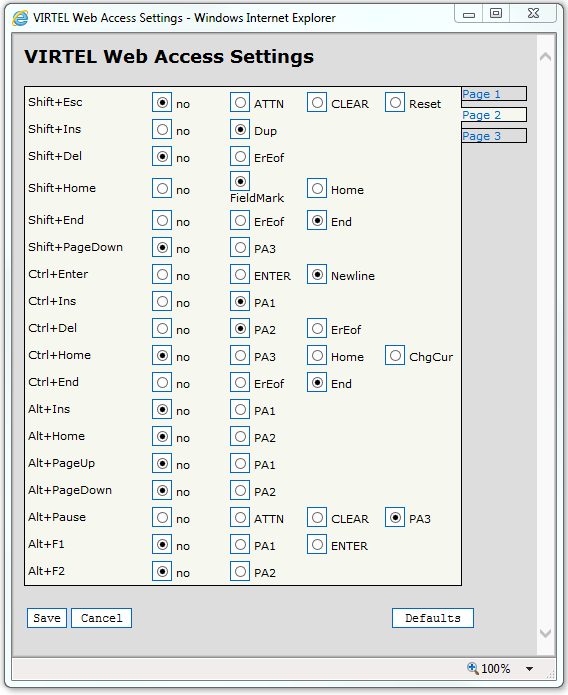 VIRTEL Web Access Settings - Windows Internet Explorer
VIRTEL Web Access Settings
Shift+Esc no ATTN CLEAR Reset
Page 1
Shift+Ins no Dup
Page 2
Page 3
Shift+Del no ErEof
Shift+Home no FieldMark Home
Shift+End no ErEof End
Shift+PageDown no PA3
Ctrl+Enter no ENTER Newline
Ctrl+Ins no PA1
Ctrl+Del no PA2 ErEof
Ctrl+Home no PA3 Home ChgCur
Ctrl+End no ErEof End
Alt+Ins no PA1
Alt+Home no PA2
Alt+PageUp no PA1
Alt+PageDown no PA2
Alt+Pause no ATTN CLEAR PA3
Alt+F1 no PA1 ENTER
Alt+F2 no PA2
Save Cancel Defaults
100%